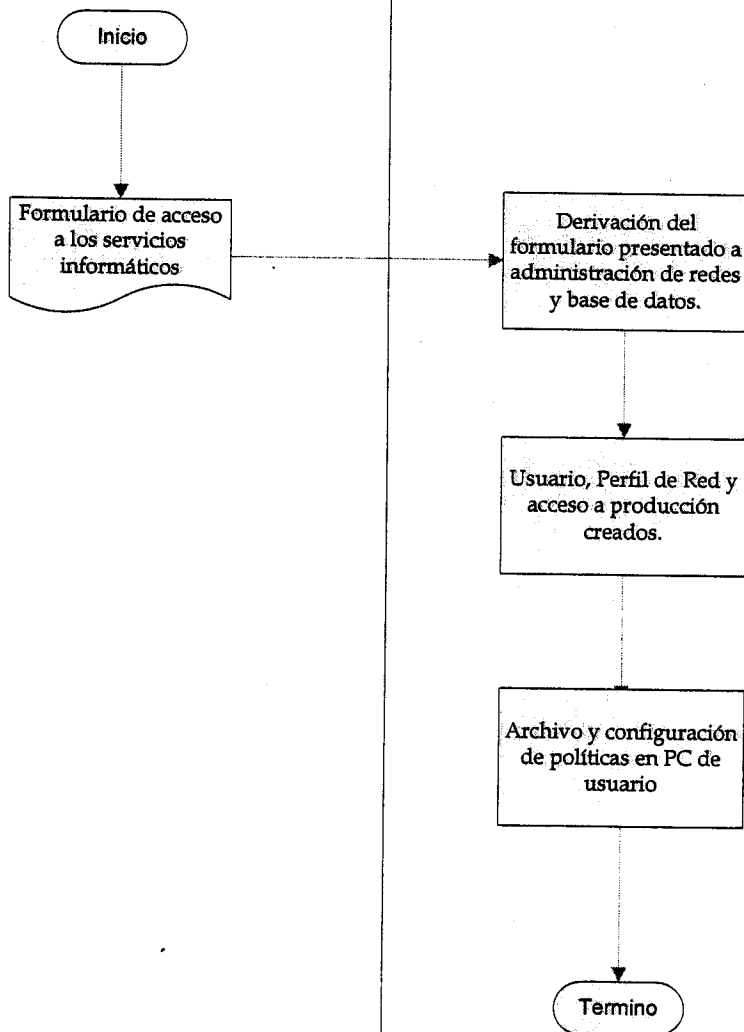 Inicio
Formulario de acceso
a los servicios
informáticos
Derivación del
formulario presentado a
administración de redes
y base de datos.
Usuario, Perfil de Red y
acceso a producción
creados.
Archivo y configuración
de políticas en PC de
usuario
Termino